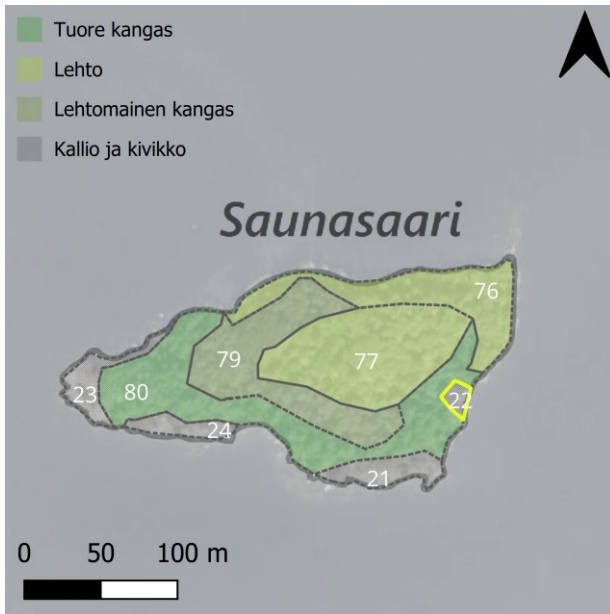 Tuore kangas
Lehto
Lehtomainen kangas
Kallio ja kivikko
Saunasaari
76
79
77
80
23
22
24
21
0 50 100 m